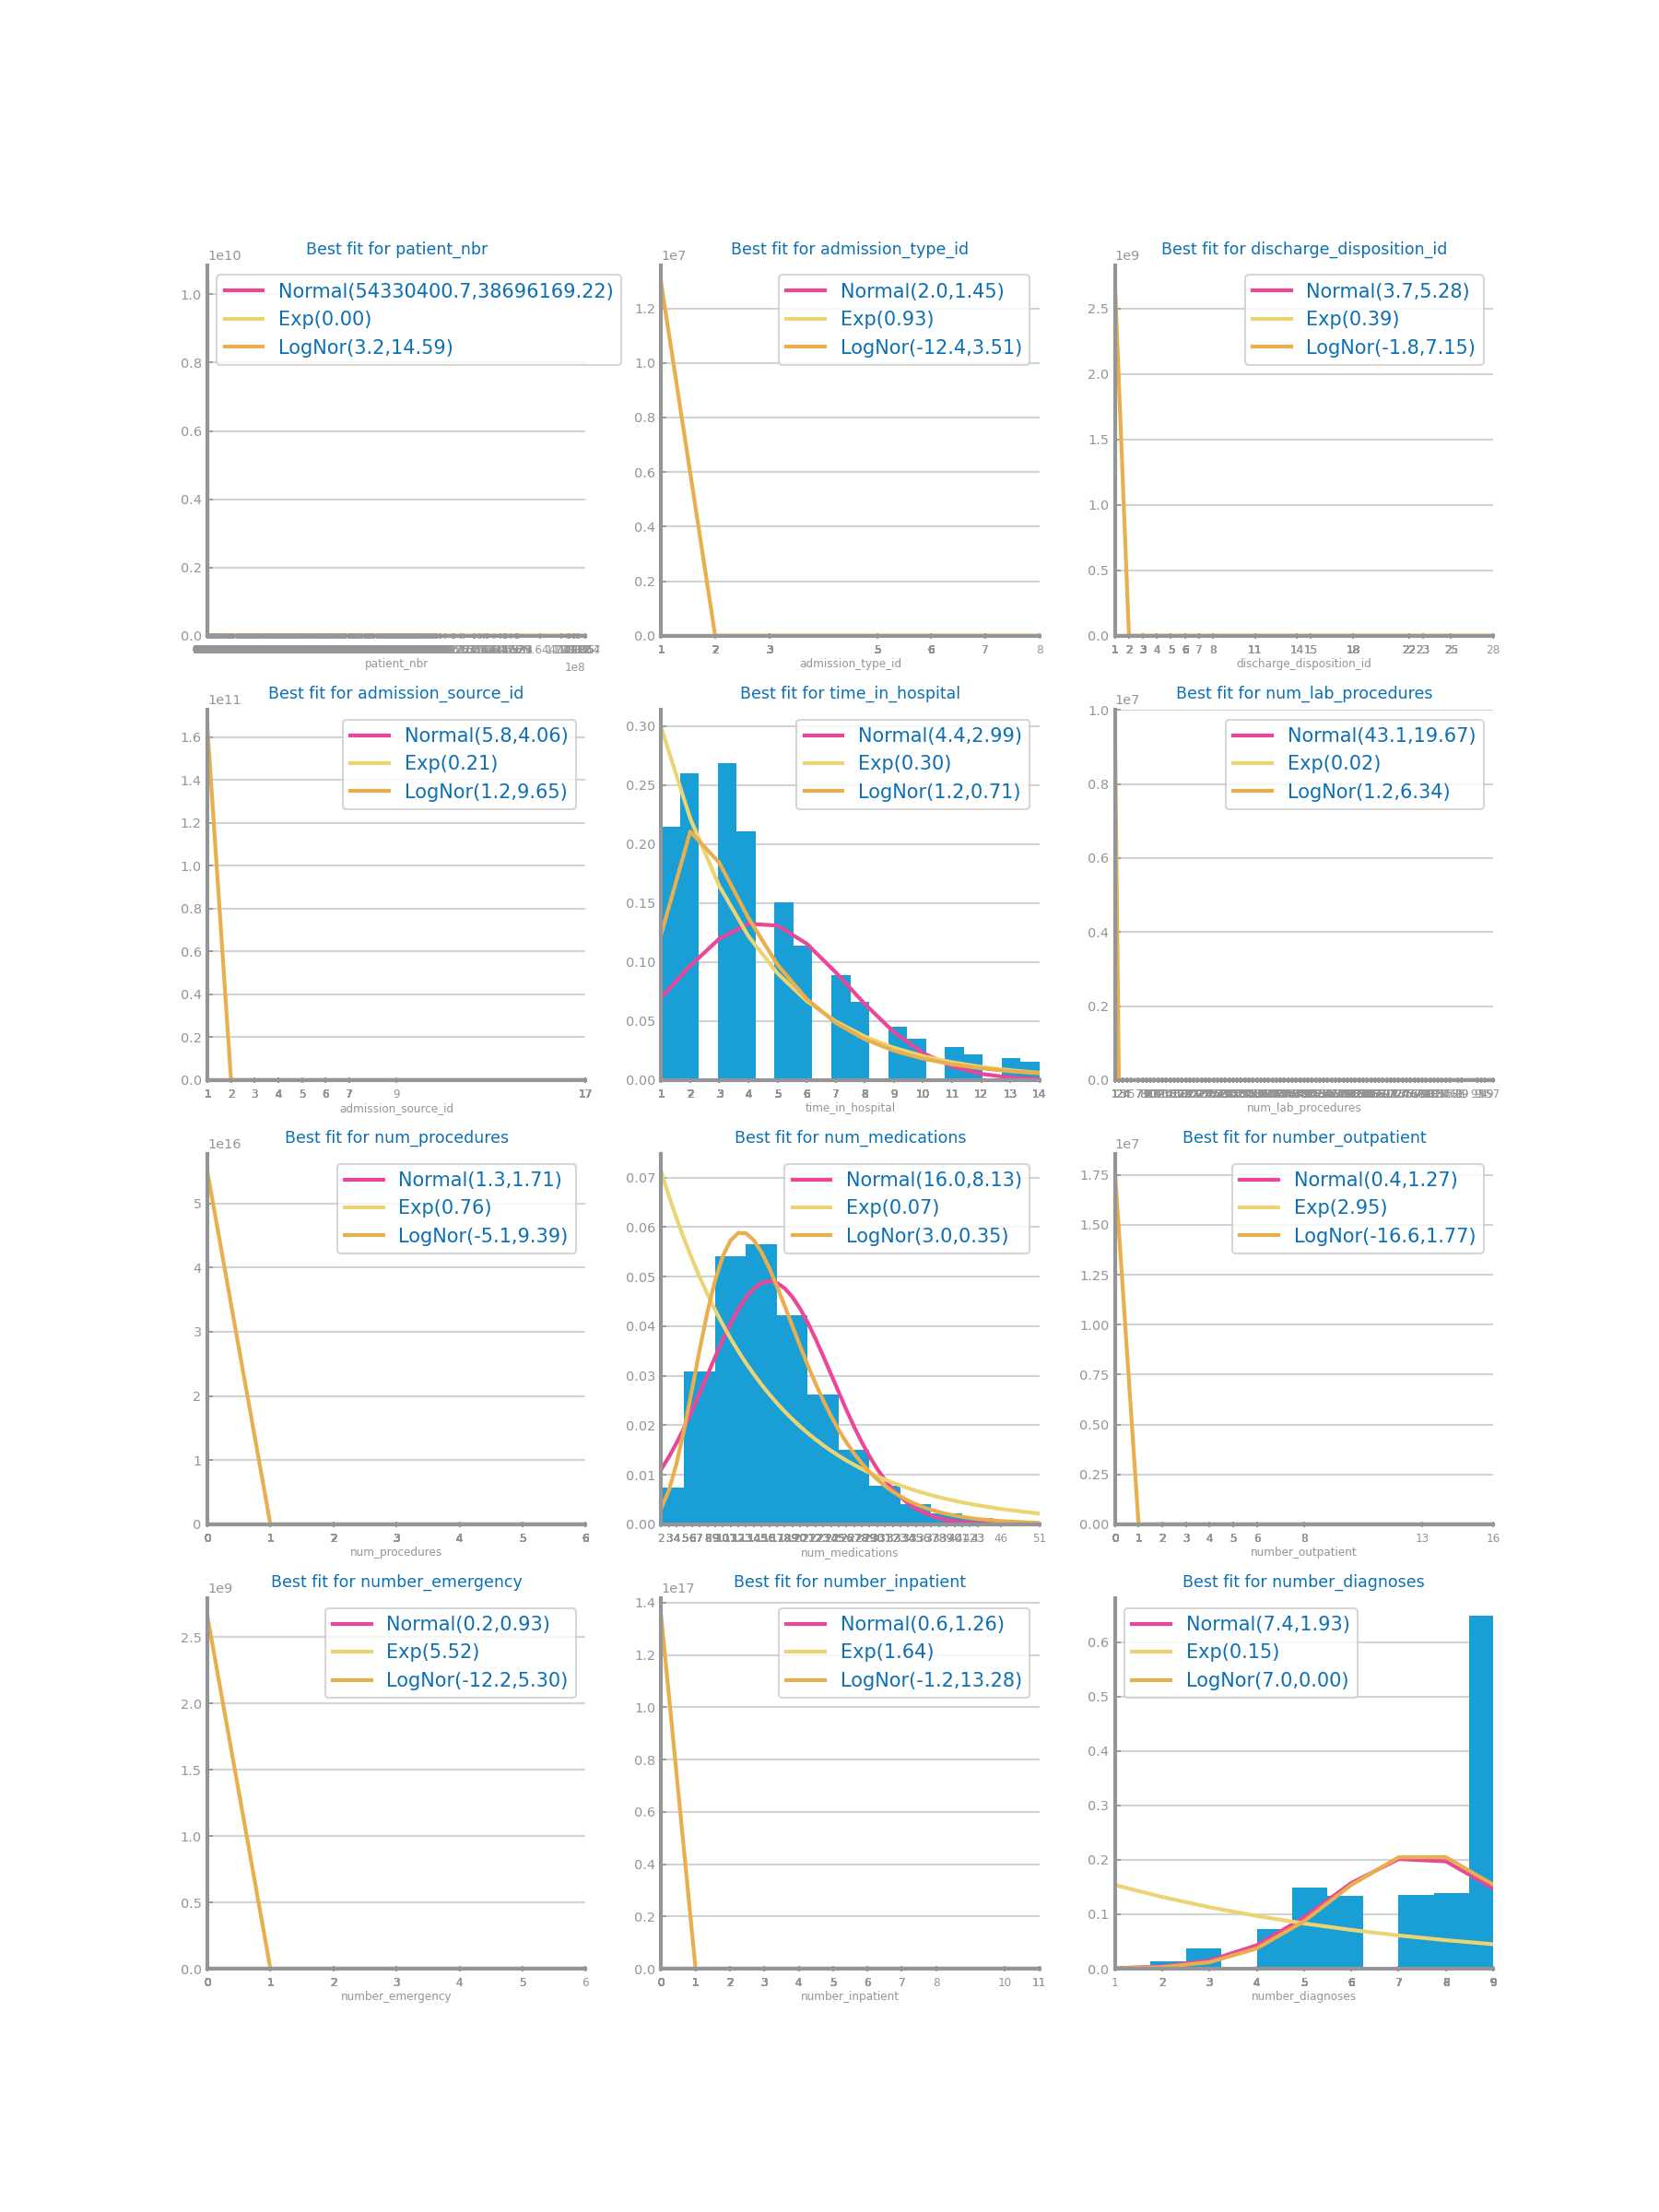 Best fit for patient_nbr
1e10
Normal(54330400.7,38696169.22)
Exp(0.00)
LogNor(3.2,14.59)
1.0
0.8
0.6
0.4
0.2
0.0
patient_nbr
1e8
Best fit for admission_type_id
1e7
Normal(2.0,1.45)
Exp(0.93)
LogNor(-12.4,3.51)
1.2
1.0
0.8
0.6
0.4
0.2
0.0
1 2 3 5 6 7 8
admission_type_id
Best fit for discharge_disposition_id
1e9
Normal(3.7,5.28)
Exp(0.39)
LogNor(-1.8,7.15)
2.5
2.0
1.5
1.0
0.5
0.0
1 2 3 4 5 6 7 8 11 14 15 18 22 23 25 28
discharge_disposition_id
Best fit for admission_source_id
1e11
Normal(5.8,4.06)
Exp(0.21)
LogNor(1.2,9.65)
1.6
1.4
1.2
1.0
0.8
0.6
0.4
0.2
0.0
1 2 3 4 5 6 7 9 17
admission_source_id
Best fit for time_in_hospital
Normal(4.4,2.99)
Exp(0.30)
LogNor(1.2,0.71)
0.30
0.25
0.20
0.15
0.10
0.05
0.00
1 2 3 4 5 6 7 8 9 10 11 12 13 14
time_in_hospital
Best fit for num_lab_procedures
1e7
Normal(43.1,19.67)
Exp(0.02)
LogNor(1.2,6.34)
1.0
0.8
0.6
0.4
0.2
0.0
num_lab_procedures
Best fit for num_procedures
1e16
Normal(1.3,1.71)
Exp(0.76)
LogNor(-5.1,9.39)
5
4
3
2
1
0
0 1 2 3 4 5 6
num_procedures
Best fit for num_medications
Normal(16.0,8.13)
Exp(0.07)
LogNor(3.0,0.35)
0.07
0.06
0.05
0.04
0.03
0.02
0.01
0.00
46 51
num_medications
Best fit for number_outpatient
1e7
Normal(0.4,1.27)
Exp(2.95)
LogNor(-16.6,1.77)
1.75
1.50
1.25
1.00
0.75
0.50
0.25
0.00
0 1 2 3 4 5 6 8 13 16
number_outpatient
Best fit for number_emergency
1e9
Normal(0.2,0.93)
Exp(5.52)
LogNor(-12.2,5.30)
2.5
2.0
1.5
1.0
0.5
0.0
0 1 2 3 4 5 6
number_emergency
Best fit for number_inpatient
1e17
Normal(0.6,1.26)
Exp(1.64)
LogNor(-1.2,13.28)
1.4
1.2
1.0
0.8
0.6
0.4
0.2
0.0
0 1 2 3 4 5 6 7 8 10 11
number_inpatient
Best fit for number_diagnoses
Normal(7.4,1.93)
Exp(0.15)
LogNor(7.0,0.00)
0.6
0.5
0.4
0.3
0.2
0.1
0.0
1 2 3 4 5 6 7 8 9
number_diagnoses